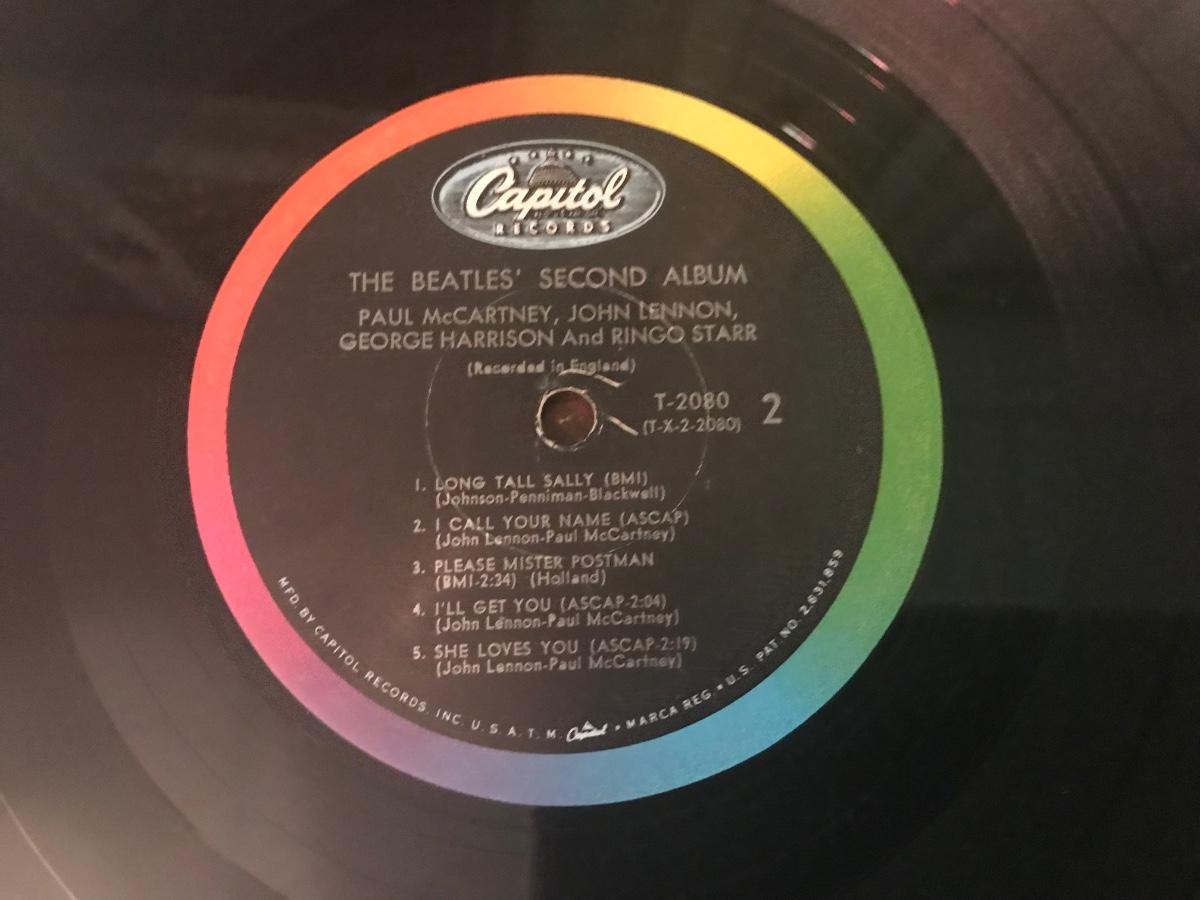 Capitol
RECORDS
THE BEATLES' SECOND ALBUM
PAUL McCARTNEY, JOHN LENNON,
GEORGE HARRISON And RINGO STARR
(Recorded in England)
T-2080
(T-X-2-2080)
2
1. LONG TALL SALLY (BMI)
(Johnson-Penniman-Blackwell)
2. I CALL YOUR NAME (ASCAP)
(John Lennon-Paul McCartney)
3. PLEASE MISTER POSTMAN
(BMI-2:34) (Holland)
4. I'LL GET YOU (ASCAP-2:04)
(John Lennon-Paul McCartney)
5. SHE LOVES YOU (ASCAP-2:19)
(John Lennon-Paul McCartney)
MFD. BY CAPITOL RECORDS, INC. U.S.A. T.M. Capitol • MARCA REG. • U.S. PAT. NO. 2,631,859